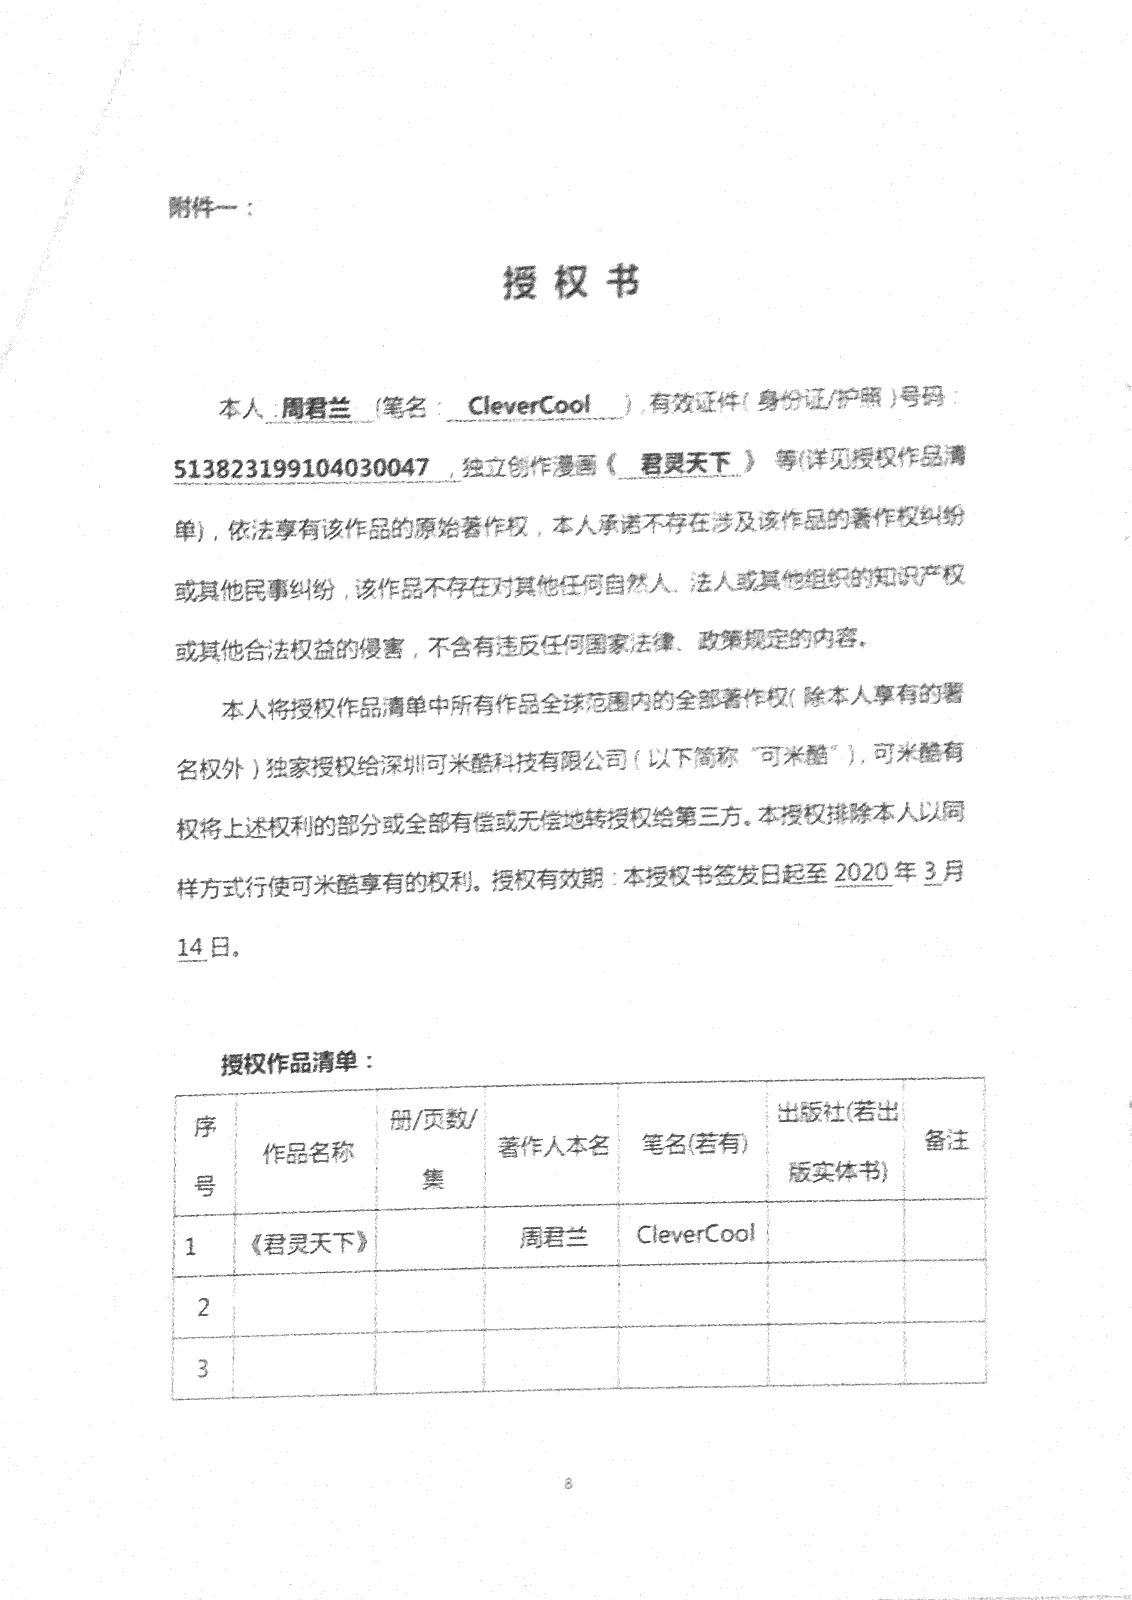 附件一：
授权书
本人：周君兰（笔名：CleverCool），有效证件（身份证/护照）号码：
513823199104030047，独立创作漫画《君灵天下》等(详见授权作品清
单)，依法享有该作品的原始著作权，本人承诺不存在涉及该作品的著作权纠纷
或其他民事纠纷，该作品不存在对其他任何自然人、法人或其他组织的知识产权
或其他合法权益的侵害，不含有违反任何国家法律、政策规定的内容。
本人将授权作品清单中所有作品全球范围内的全部著作权（除本人享有的署
名权外）独家授权给深圳可米酷科技有限公司（以下简称“可米酷”），可米酷有
权将上述权利的部分或全部有偿或无偿地转授权给第三方。本授权排除本人以同
样方式行使可米酷享有的权利。授权有效期：本授权书签发日起至2020年3月
14日。
授权作品清单：
序号 作品名称 册/页数/集 著作人本名 笔名(若有) 出版社(若出版实体书) 备注
1 《君灵天下》 周君兰 CleverCool
2
3
8